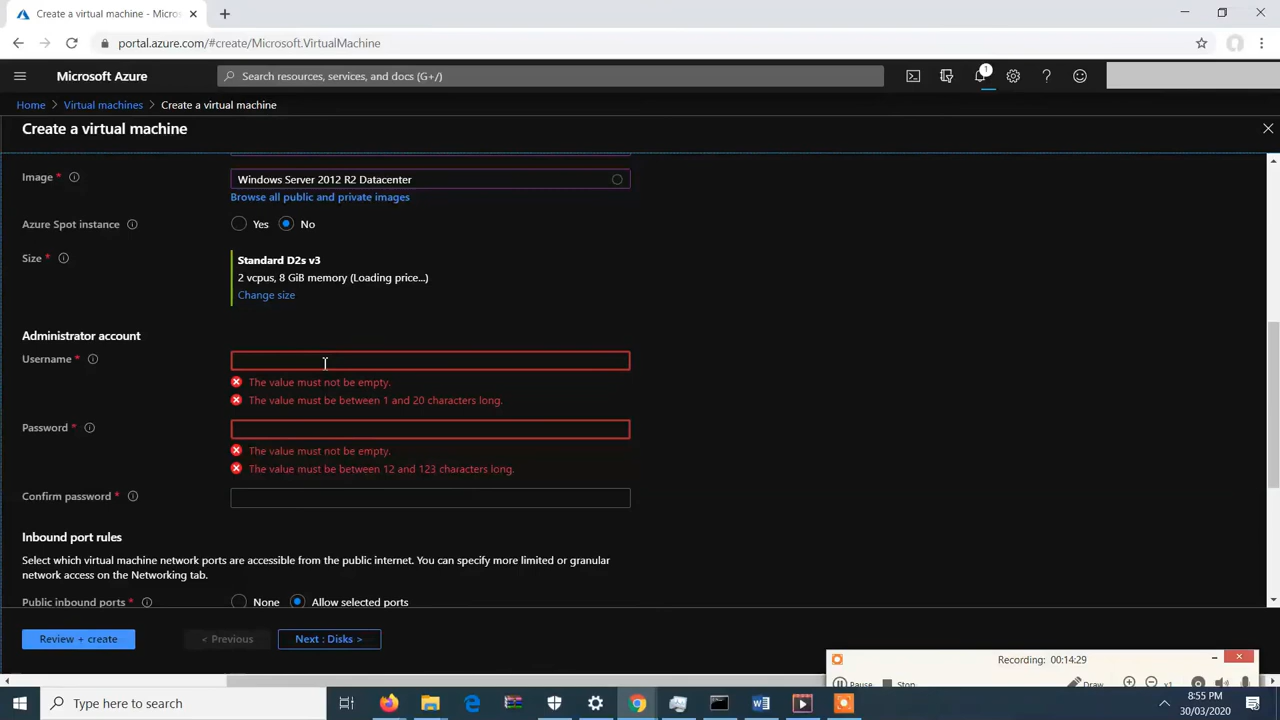 Create a virtual machine - Micros
portal.azure.com/#create/Microsoft.VirtualMachine
Microsoft Azure
Search resources, services, and docs (G+/)
1
Home > Virtual machines > Create a virtual machine
Create a virtual machine
Image *
Windows Server 2012 R2 Datacenter
Browse all public and private images
Azure Spot instance
Yes
No
Size *
Standard D2s v3
2 vcpus, 8 GiB memory (Loading price...)
Change size
Administrator account
Username *
The value must not be empty.
The value must be between 1 and 20 characters long.
Password *
The value must not be empty.
The value must be between 12 and 123 characters long.
Confirm password *
Inbound port rules
Select which virtual machine network ports are accessible from the public internet. You can specify more limited or granular
network access on the Networking tab.
Public inbound ports *
None
Allow selected ports
Review + create
< Previous
Next : Disks >
Recording: 00:14:29
Pause
Stop
Draw
x1
Type here to search
8:55 PM
30/03/2020